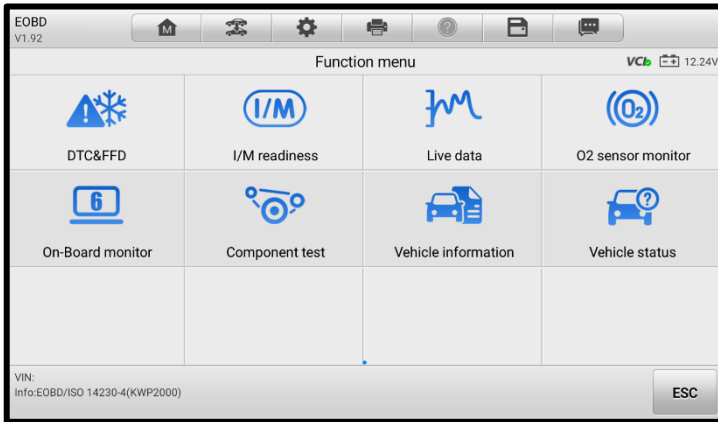 EOBD
V1.92
M
?
Function menu
VCI
12.24V
I/M
O2
DTC&FFD
I/M readiness
Live data
O2 sensor monitor
6
?
On-Board monitor
Component test
Vehicle information
Vehicle status
VIN:
Info:EOBD/ISO 14230-4(KWP2000)
ESC